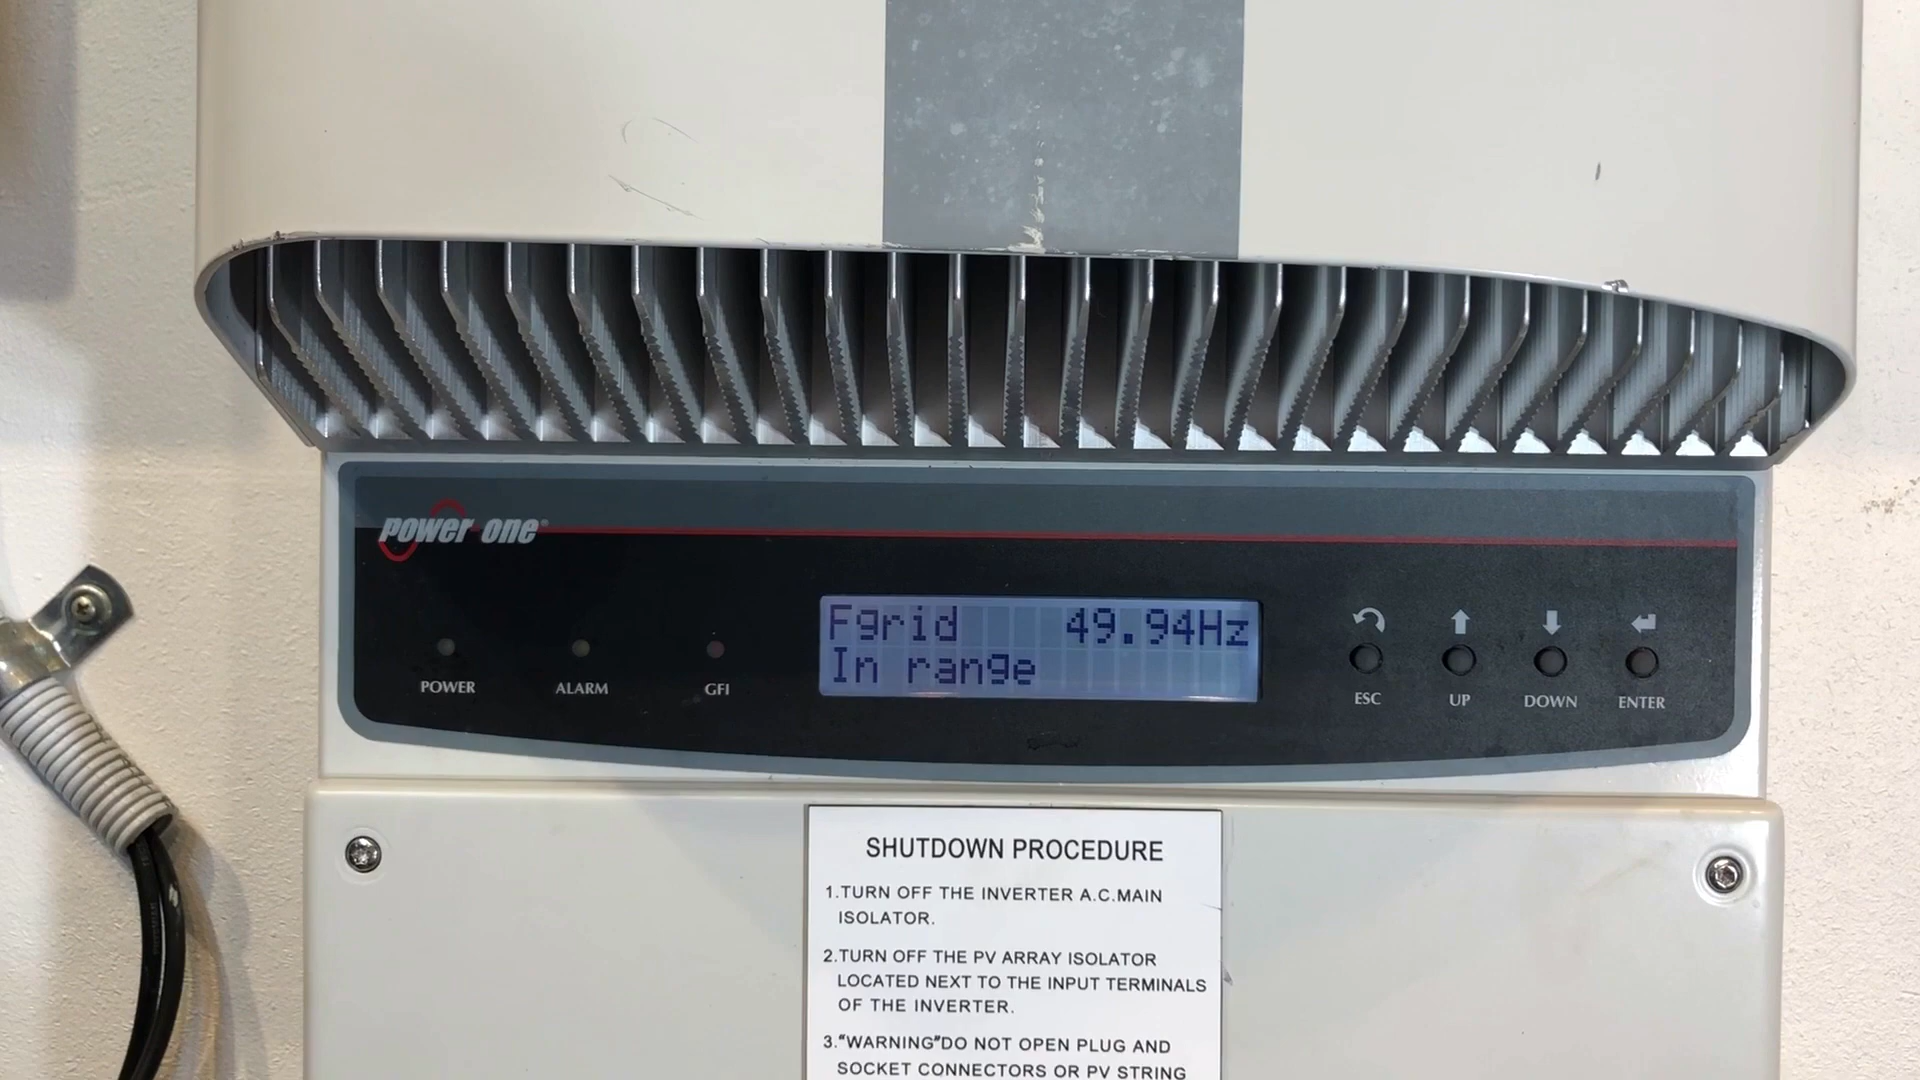 power-one®
Fgrid 49.94Hz
In range
POWER ALARM GFI
ESC UP DOWN ENTER
SHUTDOWN PROCEDURE
1.TURN OFF THE INVERTER A.C.MAIN
ISOLATOR.
2.TURN OFF THE PV ARRAY ISOLATOR
LOCATED NEXT TO THE INPUT TERMINALS
OF THE INVERTER.
3."WARNING"DO NOT OPEN PLUG AND
SOCKET CONNECTORS OR PV STRING